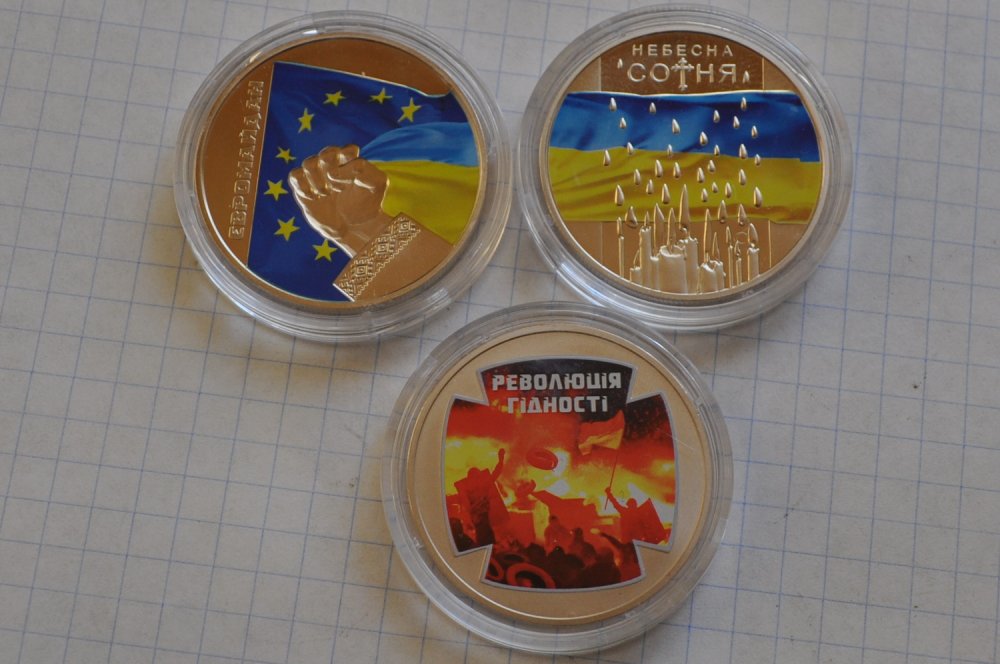 ЄВРОМАЙДАН
НЕБЕСНА
СОТНЯ
РЕВОЛЮЦІЯ
ГІДНОСТІ